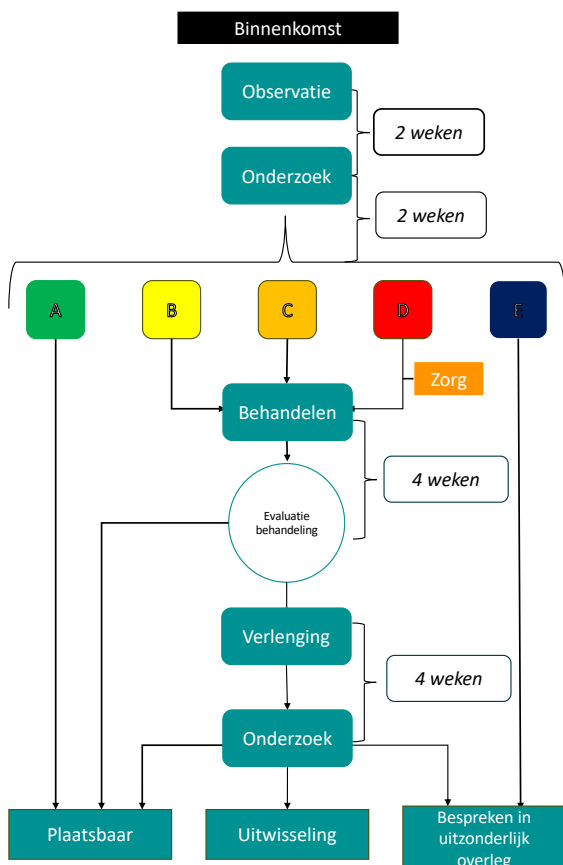 Binnenkomst
Observatie
2 weken
Onderzoek
2 weken
A
B
C
D
E
Zorg
Behandelen
4 weken
Evaluatie
behandeling
Verlenging
4 weken
Onderzoek
Plaatsbaar
Uitwisseling
Bespreken in
uitzonderlijk
overleg